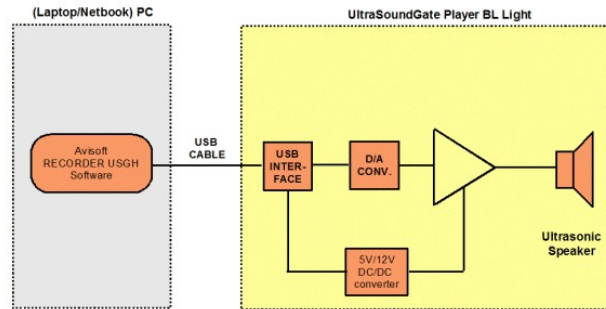 (Laptop/Netbook) PC
UltraSoundGate Player BL Light
Avisoft
RECORDER USGH
Software
USB
CABLE
USB
INTER-
FACE
D/A
CONV.
5V/12V
DC/DC
converter
Ultrasonic
Speaker